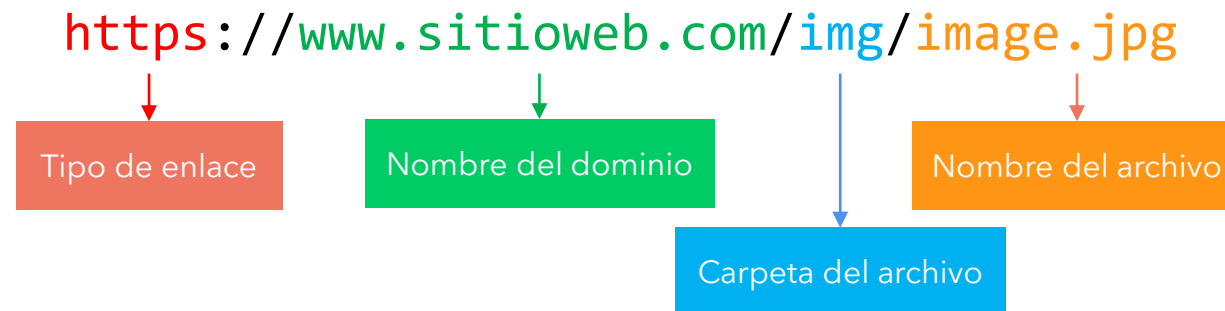 https://www.sitioweb.com/img/image.jpg
Tipo de enlace
Nombre del dominio
Nombre del archivo
Carpeta del archivo